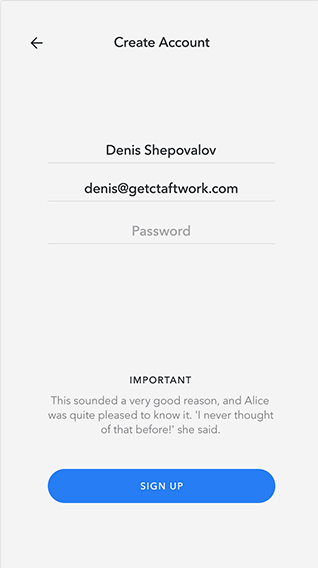 Create Account
Denis Shepovalov
denis@getctaftwork.com
Password
IMPORTANT
This sounded a very good reason, and Alice
was quite pleased to know it. 'I never thought
of that before!' she said.
SIGN UP